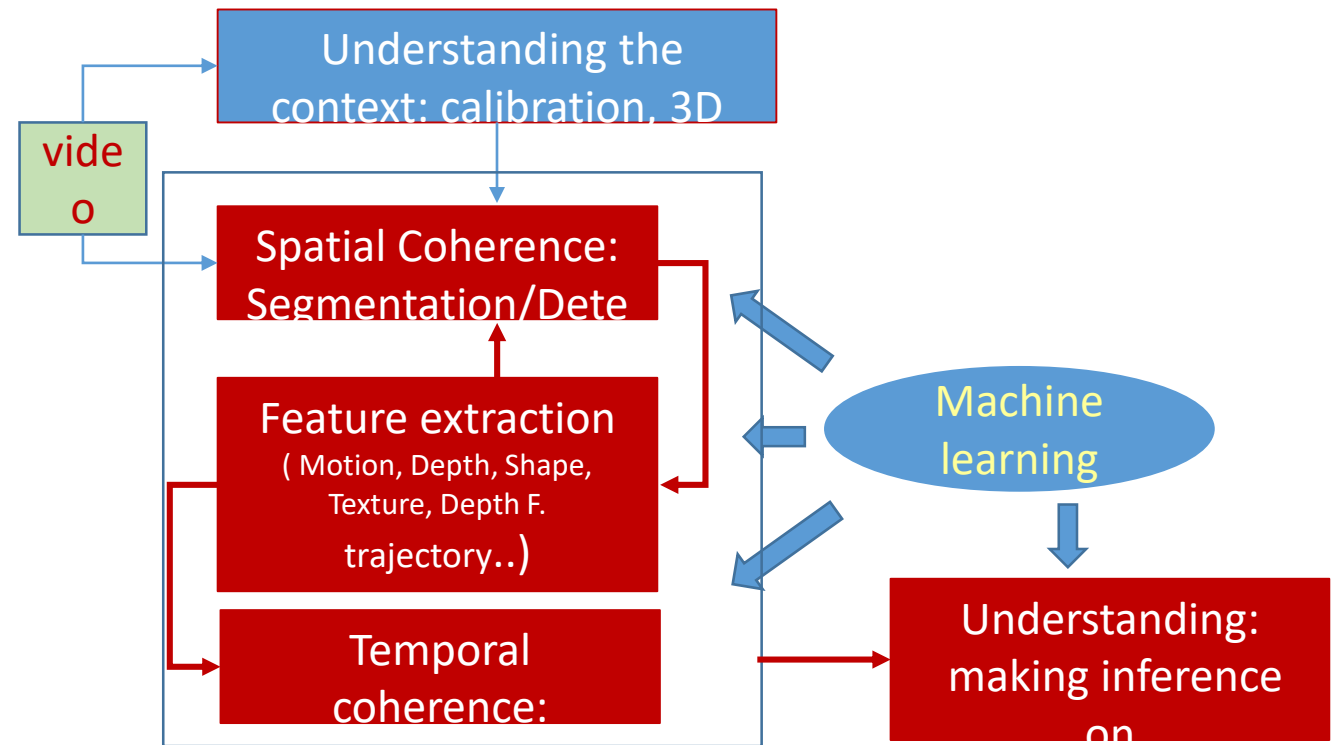 Understanding the
context: calibration, 3D
vide
o
Spatial Coherence:
Segmentation/Dete
Feature extraction
( Motion, Depth, Shape,
Texture, Depth F.
trajectory..)
Machine
learning
Temporal
coherence:
Understanding:
making inference
on